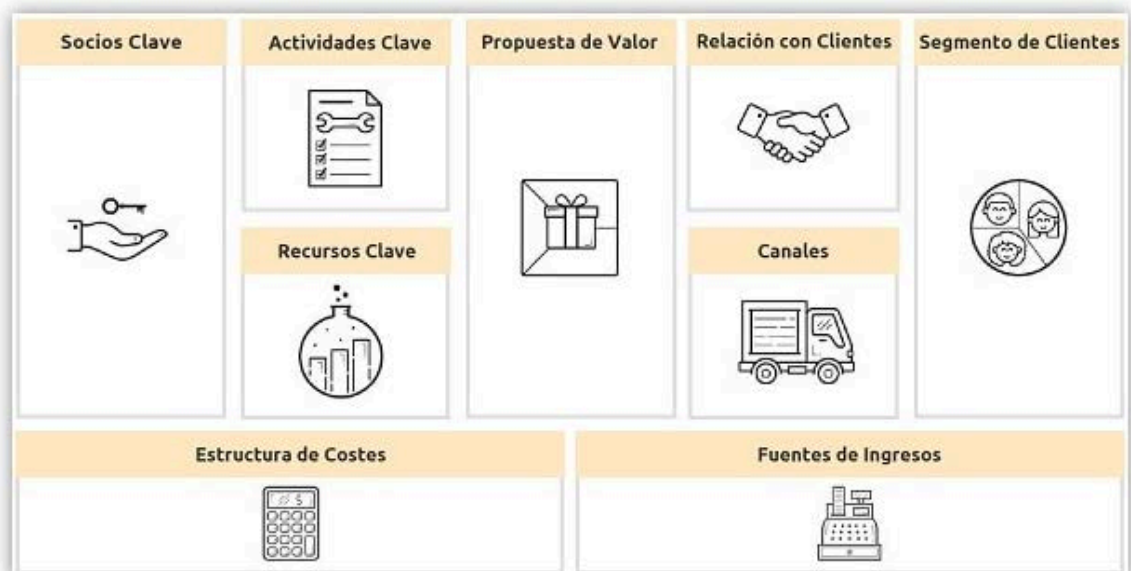 Socios Clave
Actividades Clave
Propuesta de Valor
Relación con Clientes
Segmento de Clientes
Recursos Clave
Canales
Estructura de Costes
Fuentes de Ingresos